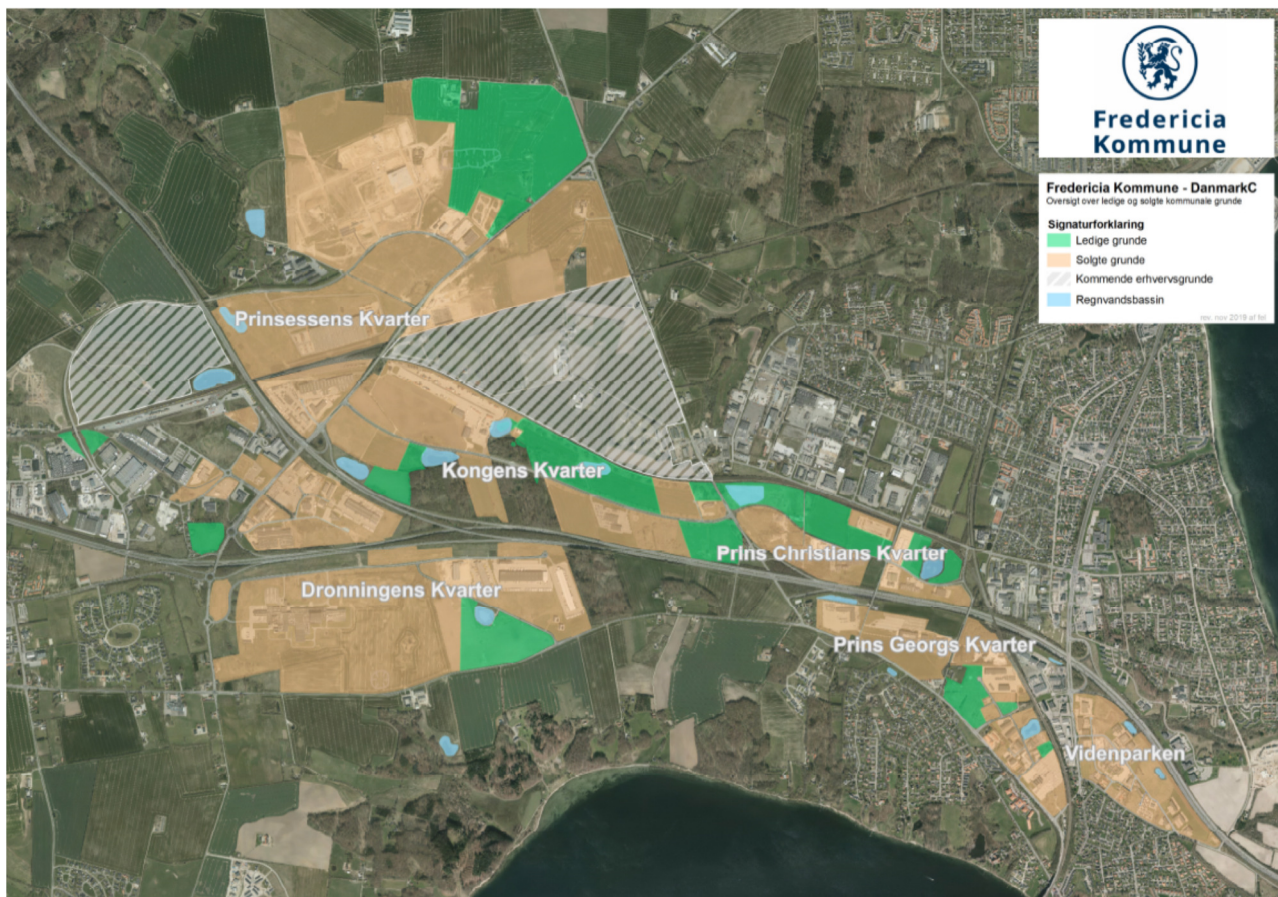 Fredericia
Kommune
Fredericia Kommune - DanmarkC
Oversigt over ledige og solgte kommunale grunde
Signaturforklaring
Ledige grunde
Solgte grunde
Kommende erhvervsgrunde
Regnvandsbassin
rev. nov 2019 af fel
Prinsessens Kvarter
Kongens Kvarter
Prins Christians Kvarter
Dronningens Kvarter
Prins Georgs Kvarter
Videnparken